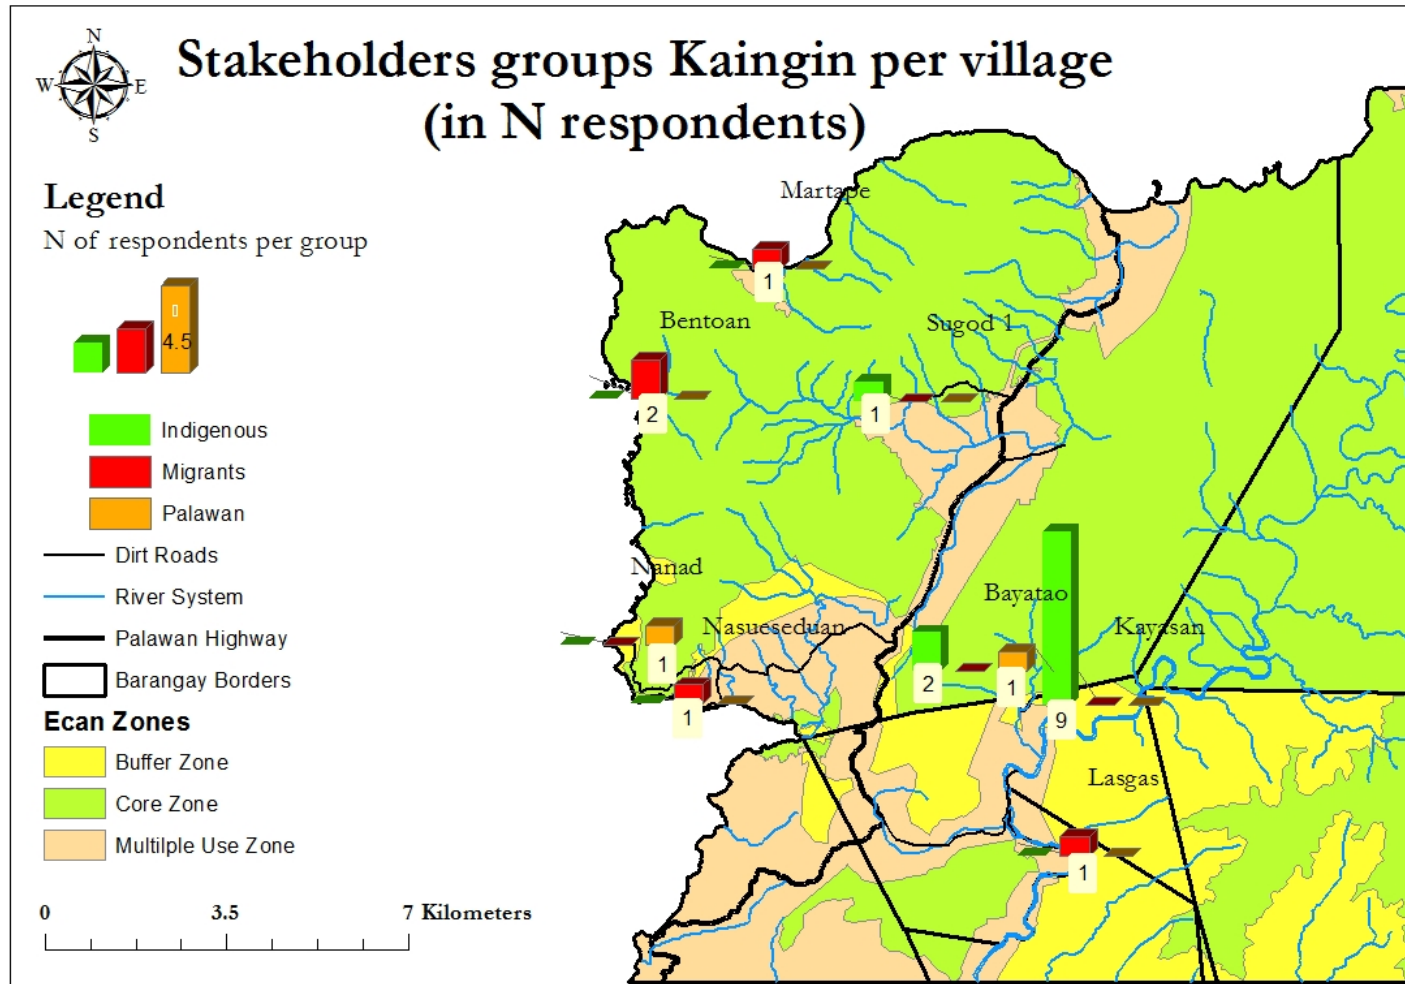 N
W E
S
Stakeholders groups Kaingin per village
(in N respondents)
Legend
N of respondents per group
4.5
Indigenous
Migrants
Palawan
Dirt Roads
River System
Palawan Highway
Barangay Borders
Ecan Zones
Buffer Zone
Core Zone
Multilple Use Zone
0 3.5 7 Kilometers
Martape
1
Bentoan
Sugod 1
2
1
Nanad
Bayatao
Nasueseduan
Kayasan
1
2
1
1
9
Lasgas
1